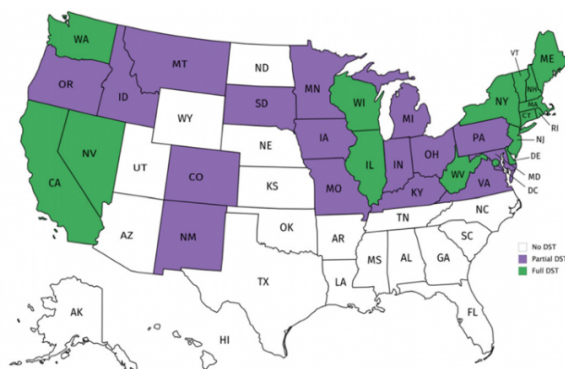 WA
MT
ND
OR
ID
SD
MN
WI
MI
WY
NE
IA
NV
UT
CO
CA
KS
MO
IL
IN
OH
KY
WV
VA
PA
NY
VT
NH
ME
MA
CT
RI
NJ
DE
MD
DC
AZ
NM
OK
AR
TN
NC
SC
TX
LA
MS
AL
GA
FL
AK
HI
No DST
Partial DST
Full DST